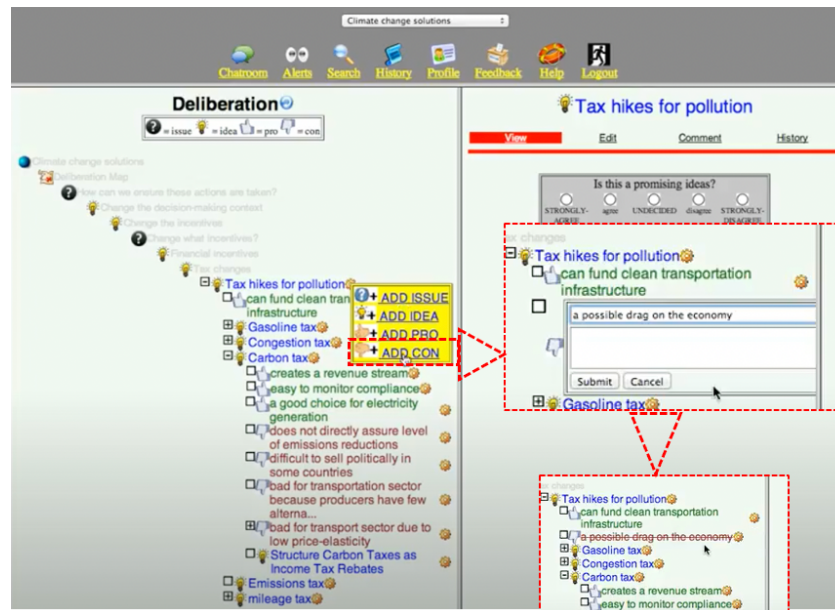 Climate change solutions
Chatroom Alerts Search History Profile Feedback Help Logout
Deliberation
? = issue = idea = pro = con
Climate change solutions
Deliberation Map
How can we ensure these actions are taken?
Change the decision-making context
Change the incentives
Change what incentives?
Financial incentives
Tax changes
Tax hikes for pollution
can fund clean tran
infrastructure
Gasoline tax
Congestion tax
Carbon tax
creates a revenue stream
easy to monitor compliance
a good choice for electricity
generation
does not directly assure level
of emissions reductions
difficult to sell politically in
some countries
bad for transportation sector
because producers have few
alterna...
bad for transport sector due to
low price-elasticity
Structure Carbon Taxes as
Income Tax Rebates
Emissions tax
mileage tax
+ ADD ISSUE
+ ADD IDEA
+ ADD PRO
+ ADD CON
Tax hikes for pollution
View Edit Comment History
Is this a promising ideas?
STRONGLY-AGREE agree UNDECIDED disagree STRONGLY-DISAGREE
tax changes
Tax hikes for pollution
can fund clean transportation
infrastructure
a possible drag on the economy
Submit Cancel
Gasoline tax
tax changes
Tax hikes for pollution
can fund clean transportation
infrastructure
a possible drag on the economy
Gasoline tax
Congestion tax
Carbon tax
creates a revenue stream
easy to monitor compliance